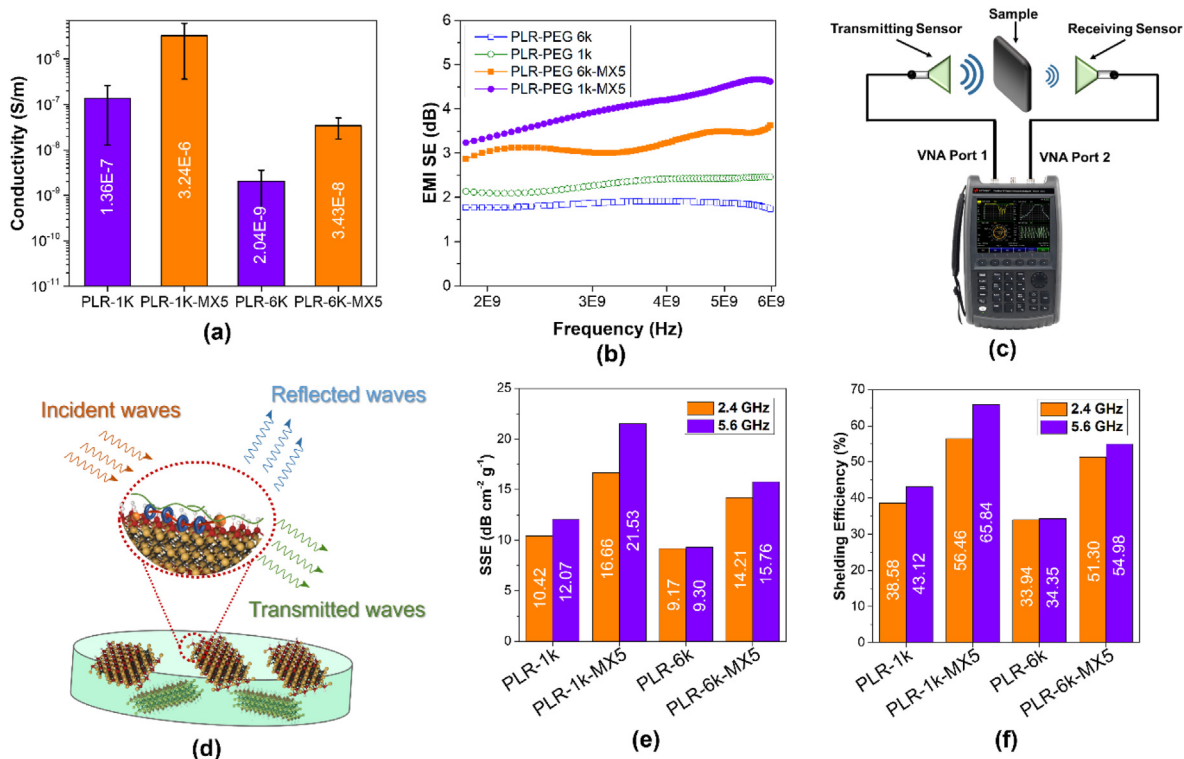 Conductivity (S/m)
10⁻⁶
10⁻⁷
10⁻⁸
10⁻⁹
10⁻¹⁰
10⁻¹¹
1.36E-7
3.24E-6
2.04E-9
3.43E-8
PLR-1K
PLR-1K-MX5
PLR-6K
PLR-6K-MX5
(a)
EMI SE (dB)
6
5
4
3
2
1
0
PLR-PEG 6k
PLR-PEG 1k
PLR-PEG 6k-MX5
PLR-PEG 1k-MX5
2E9
3E9
4E9
5E9
6E9
Frequency (Hz)
(b)
Sample
Transmitting Sensor
Receiving Sensor
VNA Port 1
VNA Port 2
(c)
Incident waves
Reflected waves
Transmitted waves
(d)
SSE (dB cm⁻² g⁻¹)
25
20
15
10
5
0
2.4 GHz
5.6 GHz
10.42
12.07
16.66
21.53
9.17
9.30
14.21
15.76
PLR-1k
PLR-1k-MX5
PLR-6k
PLR-6k-MX5
(e)
Shelding Efficiency (%)
70
60
50
40
30
20
10
0
2.4 GHz
5.6 GHz
38.58
43.12
56.46
65.84
33.94
34.35
51.30
54.98
PLR-1k
PLR-1k-MX5
PLR-6k
PLR-6k-MX5
(f)